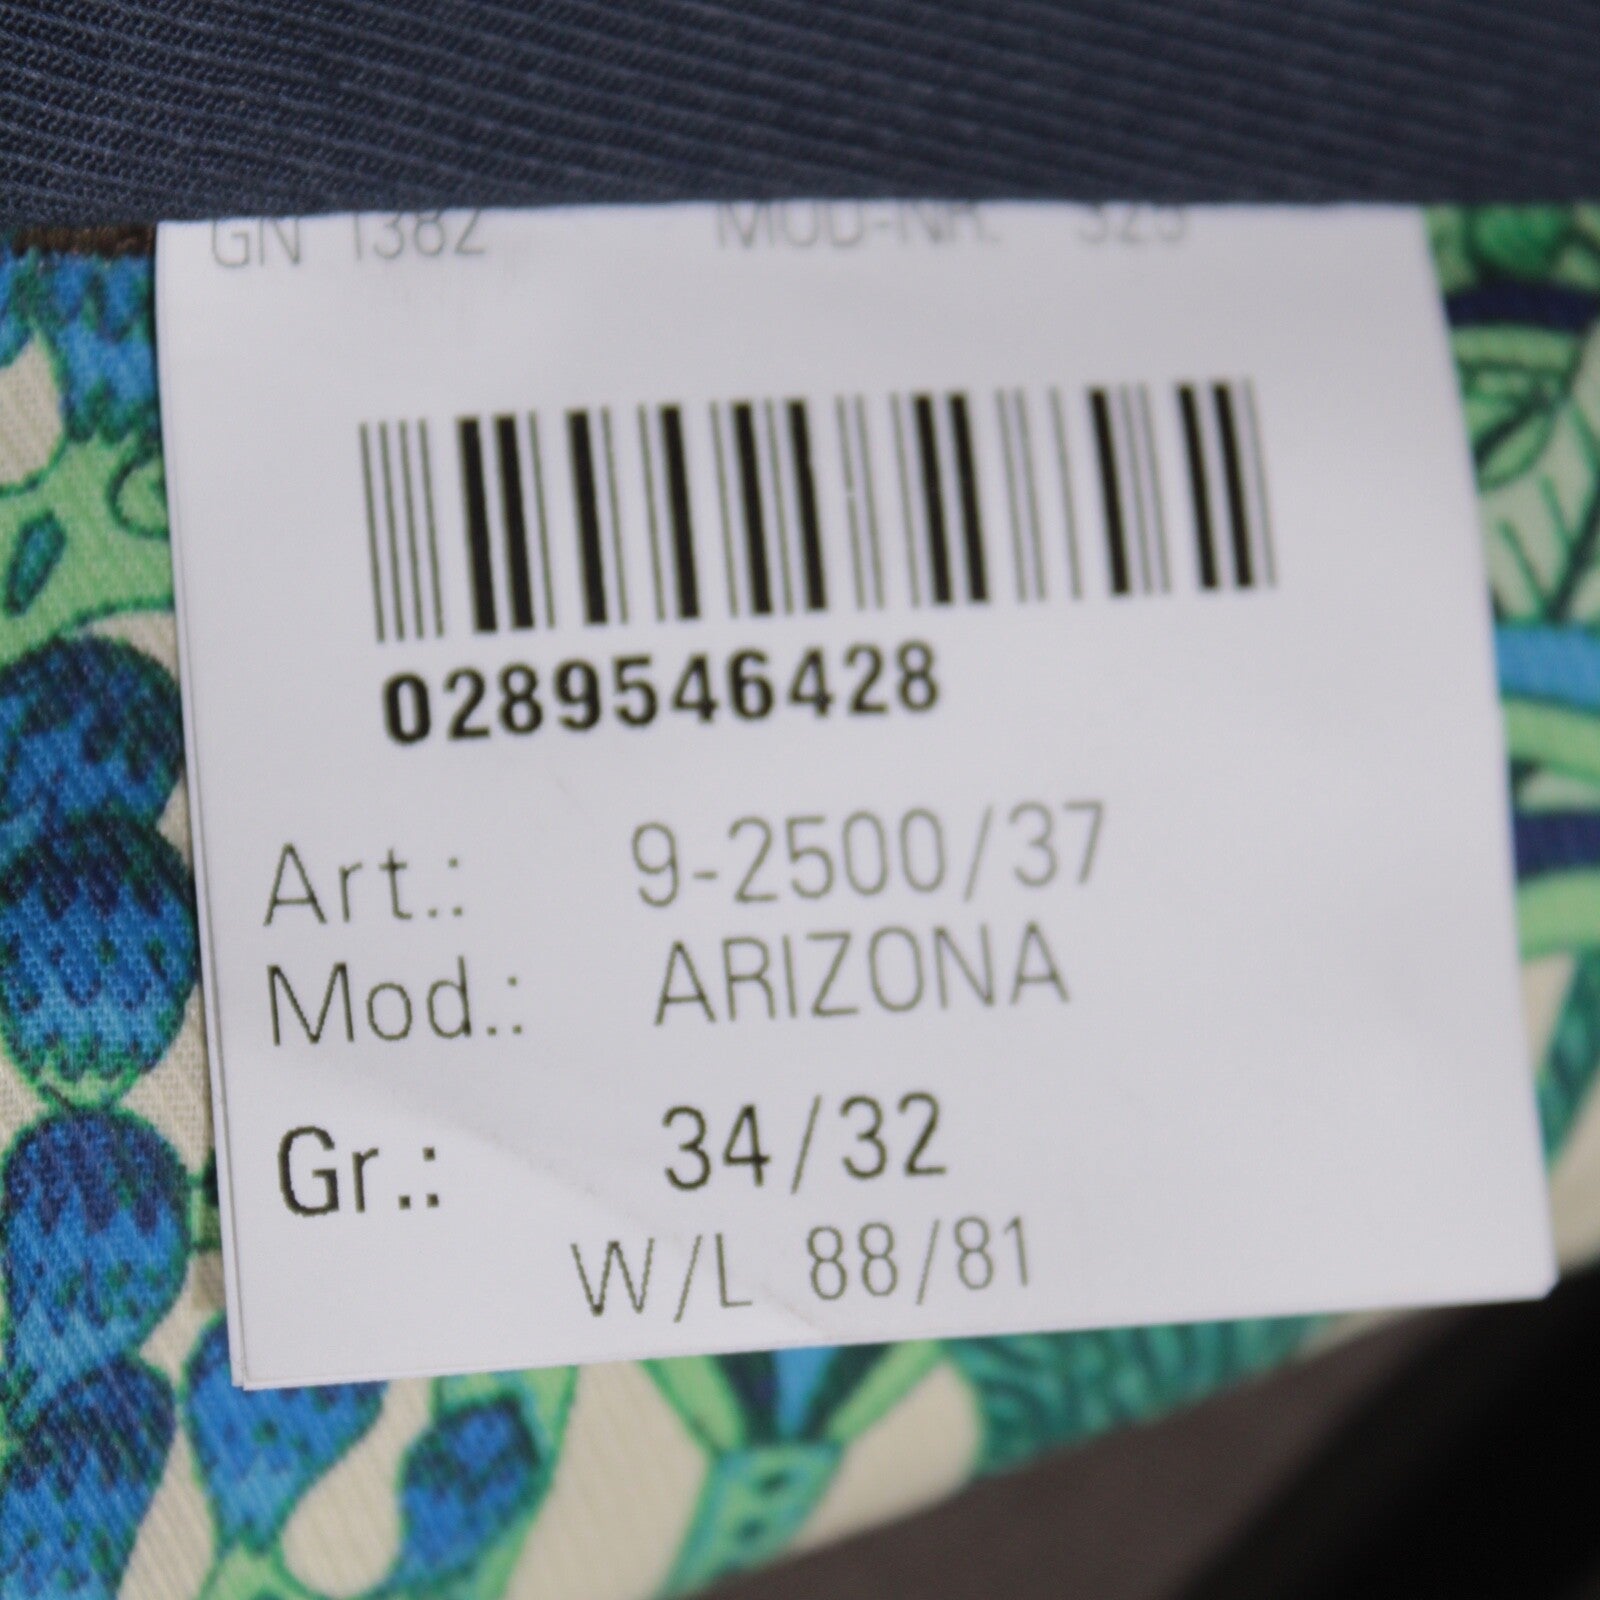 GN 1382 MOD-NR. 325
0289546428
Art.: 9-2500/37
Mod.: ARIZONA
Gr.: 34/32
W/L 88/81